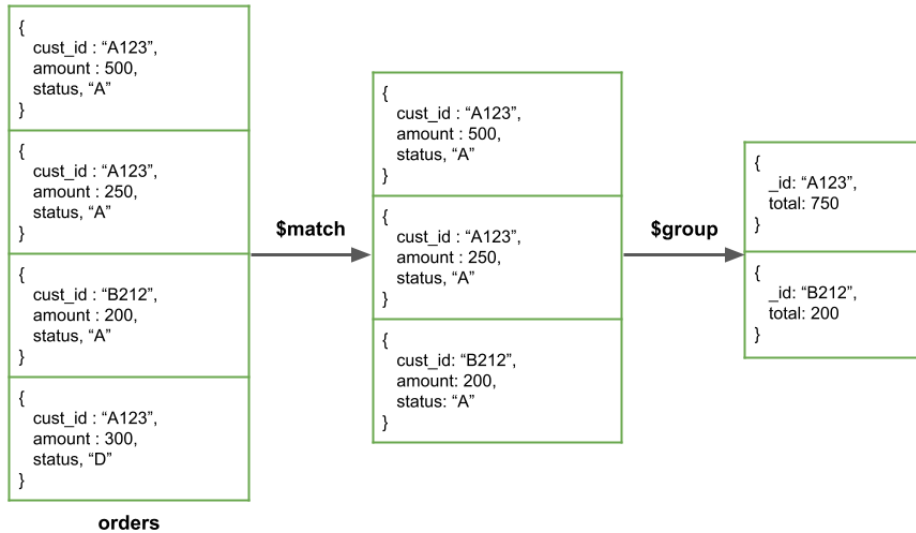 {
cust_id : “A123”,
amount : 500,
status, “A”
}
{
cust_id : “A123”,
amount : 250,
status, “A”
}
{
cust_id : “B212”,
amount : 200,
status, “A”
}
{
cust_id : “A123”,
amount : 300,
status, “D”
}
orders
$match
{
cust_id : “A123”,
amount : 500,
status, “A”
}
{
cust_id : “A123”,
amount : 250,
status, “A”
}
{
cust_id: “B212”,
amount: 200,
status: “A”
}
$group
{
_id: “A123”,
total: 750
}
{
_id: “B212”,
total: 200
}